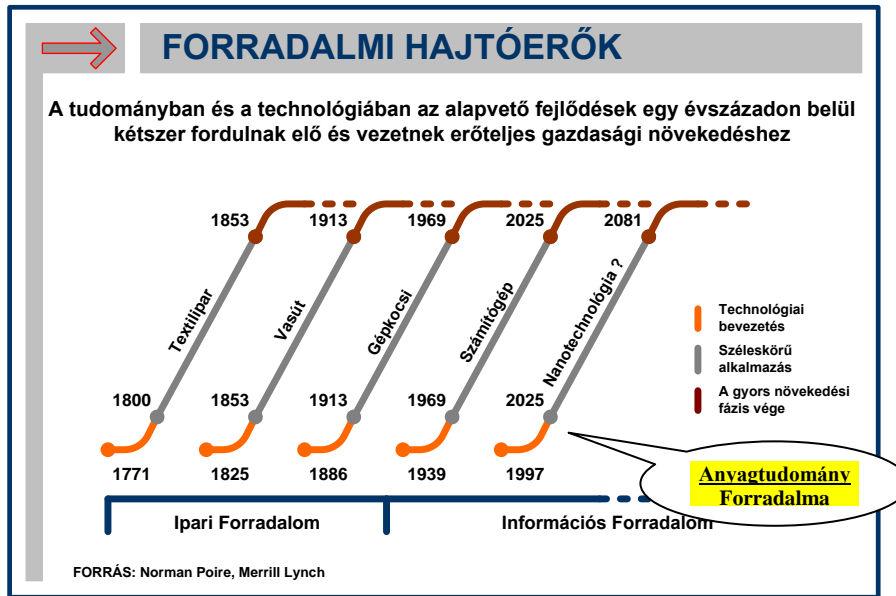 FORRADALMI HAJTÓERŐK
A tudományban és a technológiában az alapvető fejlődések egy évszázadon belül
kétszer fordulnak elő és vezetnek erőteljes gazdasági növekedéshez
1853
1913
1969
2025
2081
Textilipar
Vasút
Gépkocsi
Számítógép
Nanotechnológia ?
Technológiai
bevezetés
Széleskörű
alkalmazás
A gyors növekedési
fázis vége
1800
1853
1913
1969
2025
1771
1825
1886
1939
1997
Anyagtudomány
Forradalma
Ipari Forradalom
Információs Forradalom
FORRÁS: Norman Poire, Merrill Lynch